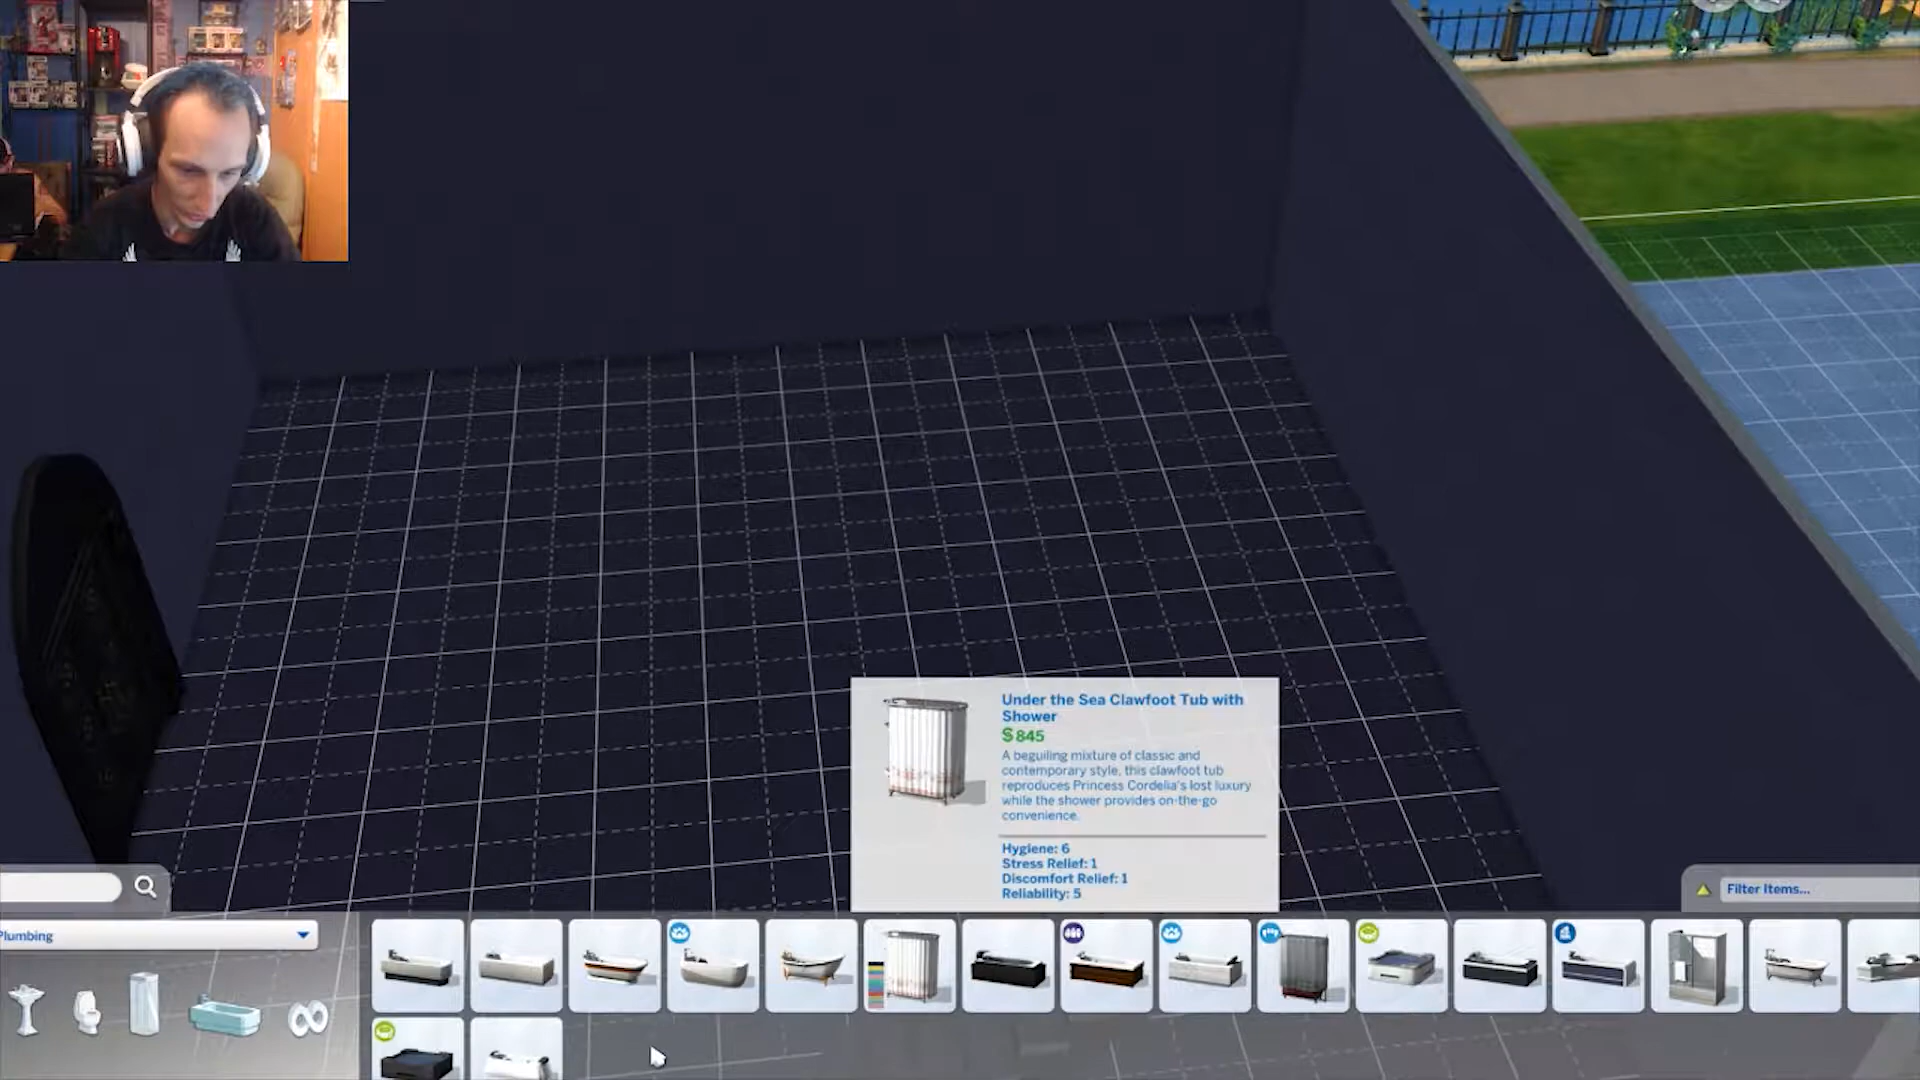 Under the Sea Clawfoot Tub with
Shower
§845
A beguiling mixture of classic and
contemporary style, this clawfoot tub
reproduces Princess Cordelia's lost luxury
while the shower provides on-the-go
convenience.
Hygiene: 6
Stress Relief: 1
Discomfort Relief: 1
Reliability: 5
Filter Items...
Plumbing